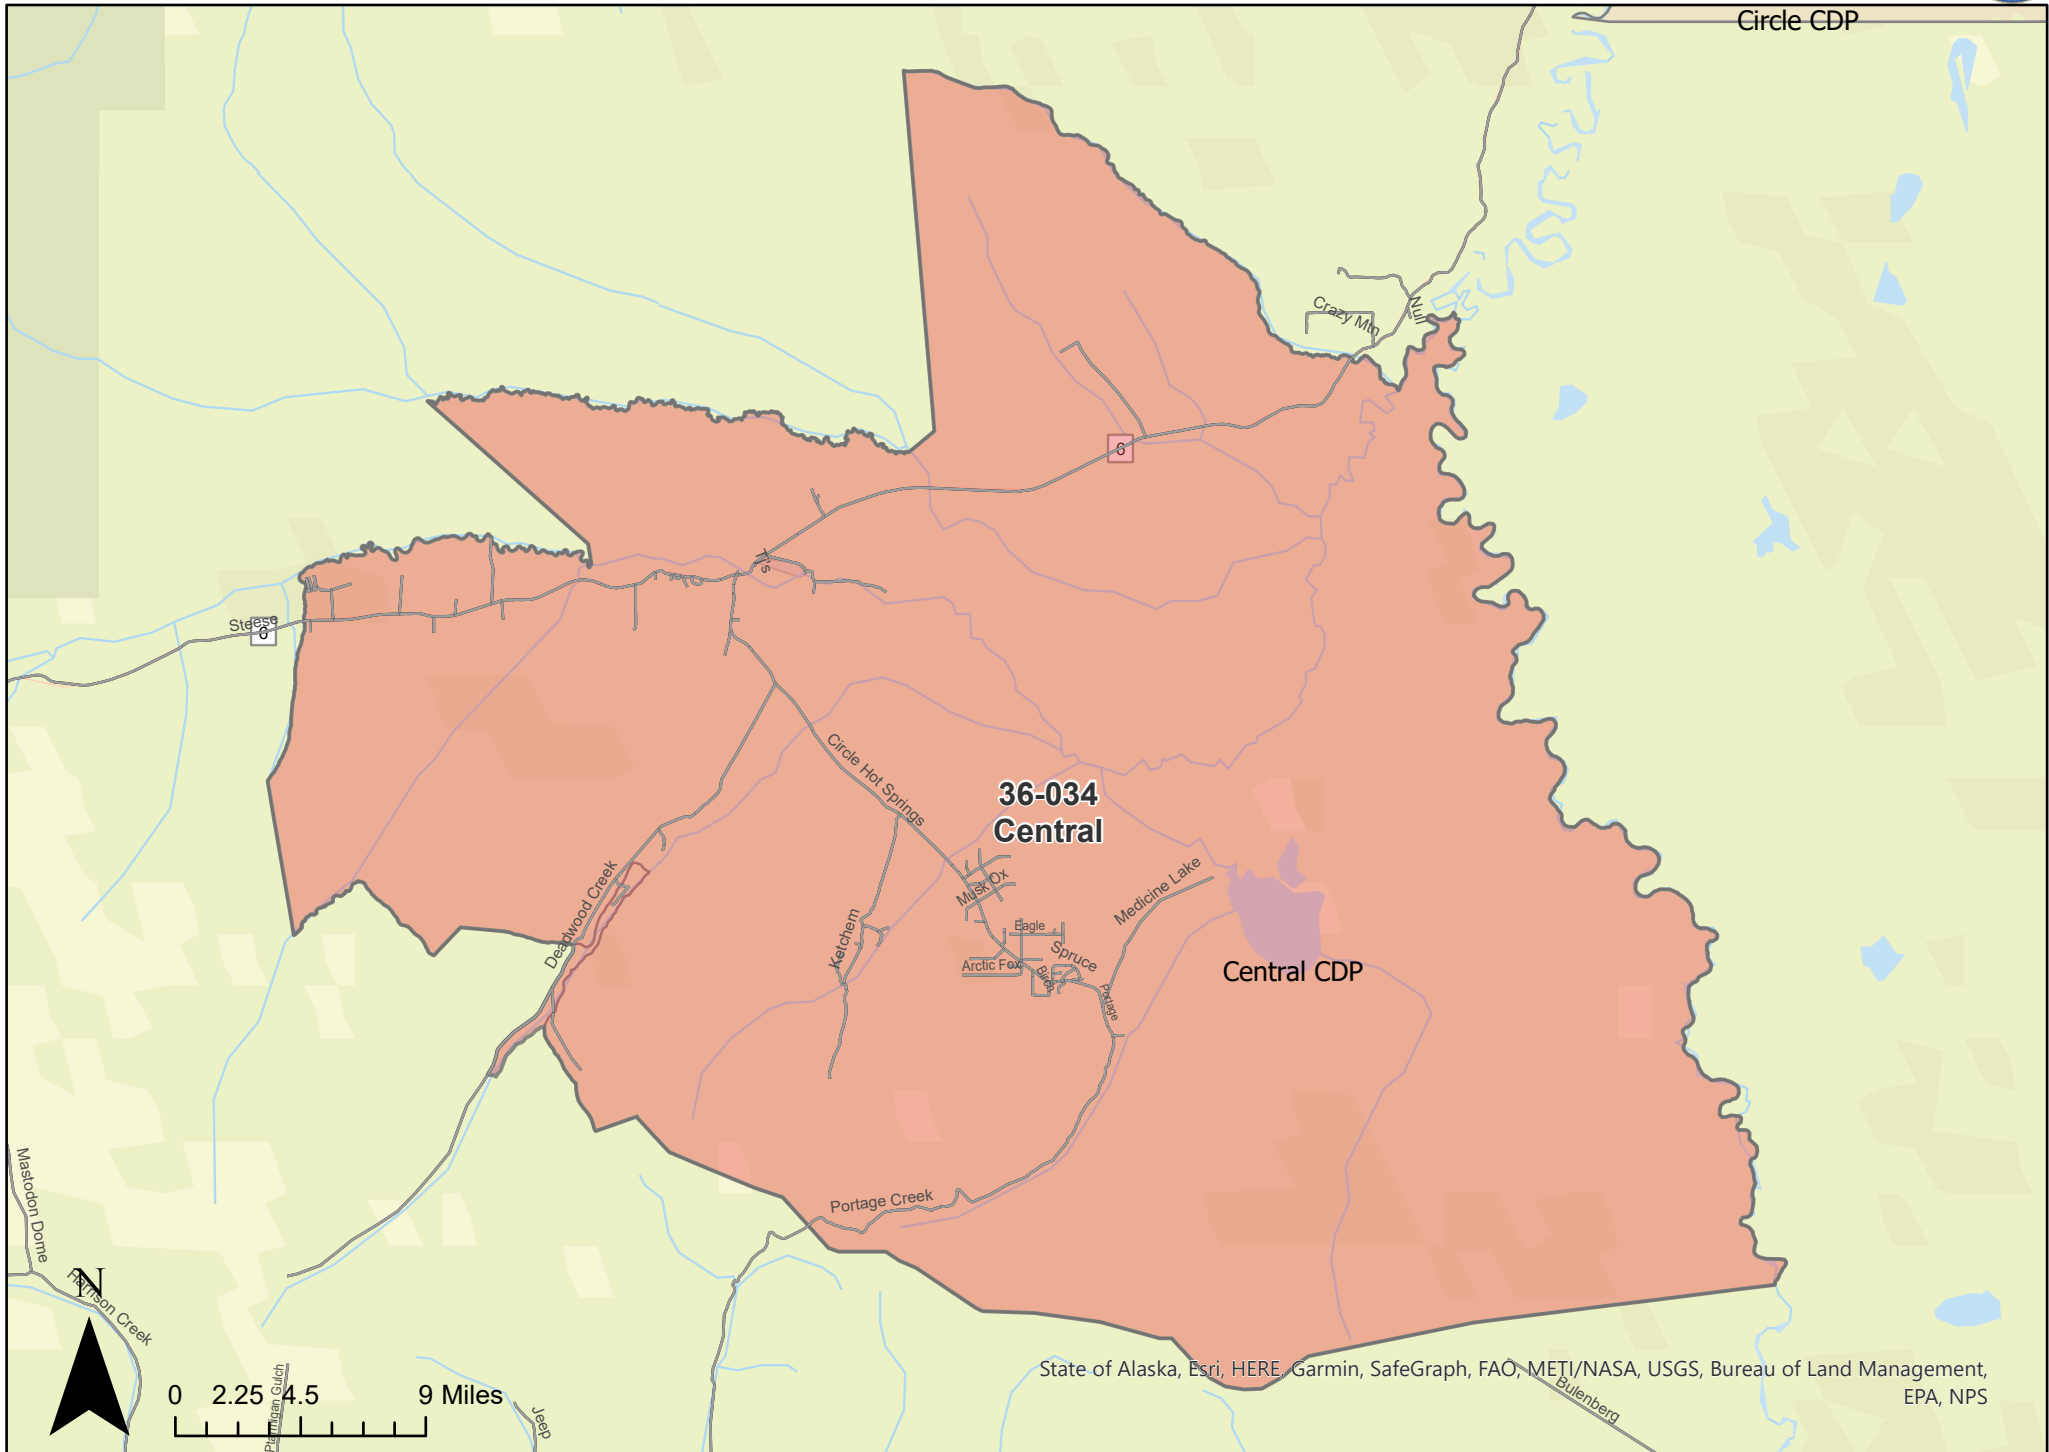 Circle CDP
Crazy Mtn
Null
6
TJ's
Steese
6
Circle Hot Springs
36-034
Central
Musk Ox
Medicine Lake
Deadwood Creek
Ketchem
Eagle
Spruce
Arctic Fox
Birch
Portage
Central CDP
Portage Creek
Mastodon Dome
N
Harrison Creek
Ptarmigan Gulch
Jeep
0 2.25 4.5 9 Miles
State of Alaska, Esri, HERE, Garmin, SafeGraph, FAO, METI/NASA, USGS, Bureau of Land Management,
EPA, NPS
Bulenberg